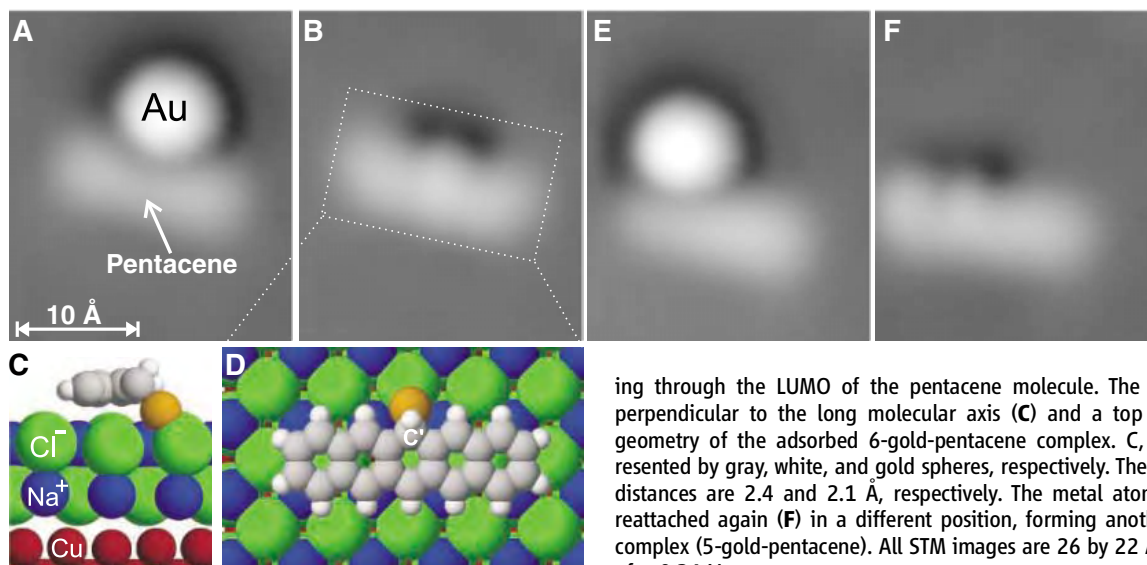 A
B
E
F
Au
Pentacene
10 Å
C
D
Cl⁻
Na⁺
Cu
C'
ing through the LUMO of the pentacene molecule. The
perpendicular to the long molecular axis (C) and a top
geometry of the adsorbed 6-gold-pentacene complex. C,
resented by gray, white, and gold spheres, respectively. The
distances are 2.4 and 2.1 Å, respectively. The metal ator
reattached again (F) in a different position, forming anot
complex (5-gold-pentacene). All STM images are 26 by 22